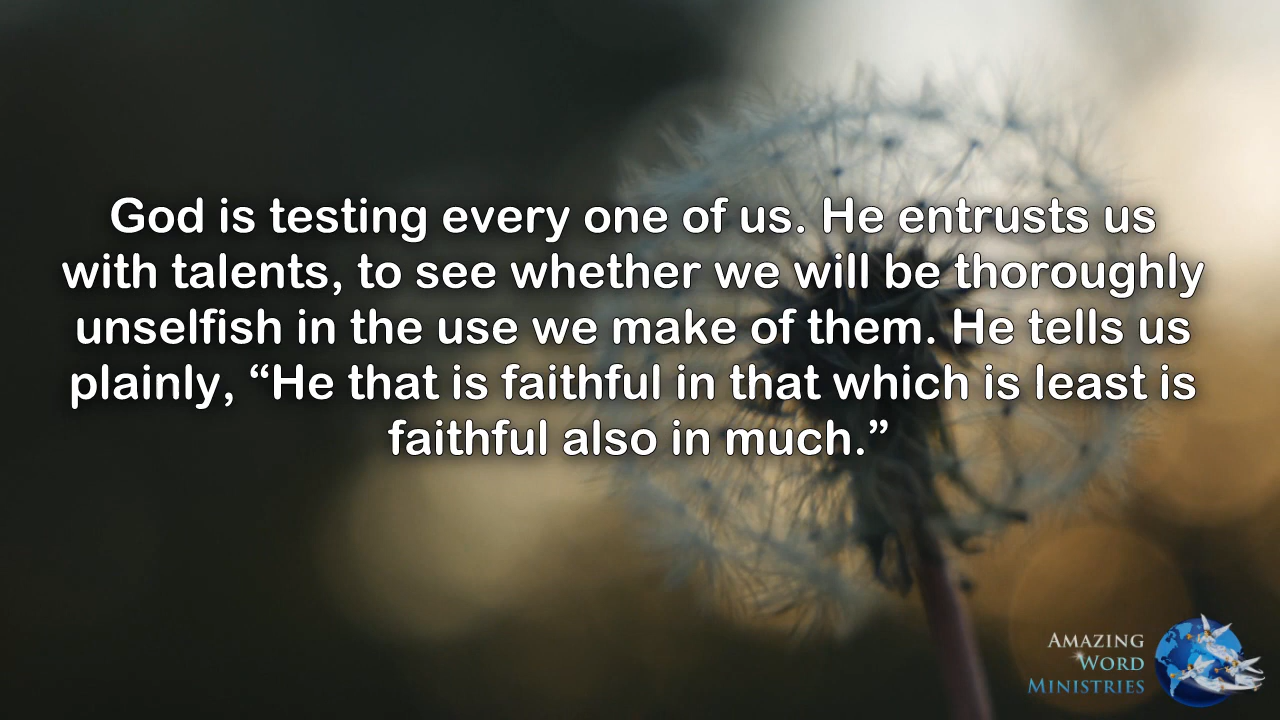 God is testing every one of us. He entrusts us
with talents, to see whether we will be thoroughly
unselfish in the use we make of them. He tells us
plainly, “He that is faithful in that which is least is
faithful also in much.”
AMAZING
WORD
MINISTRIES